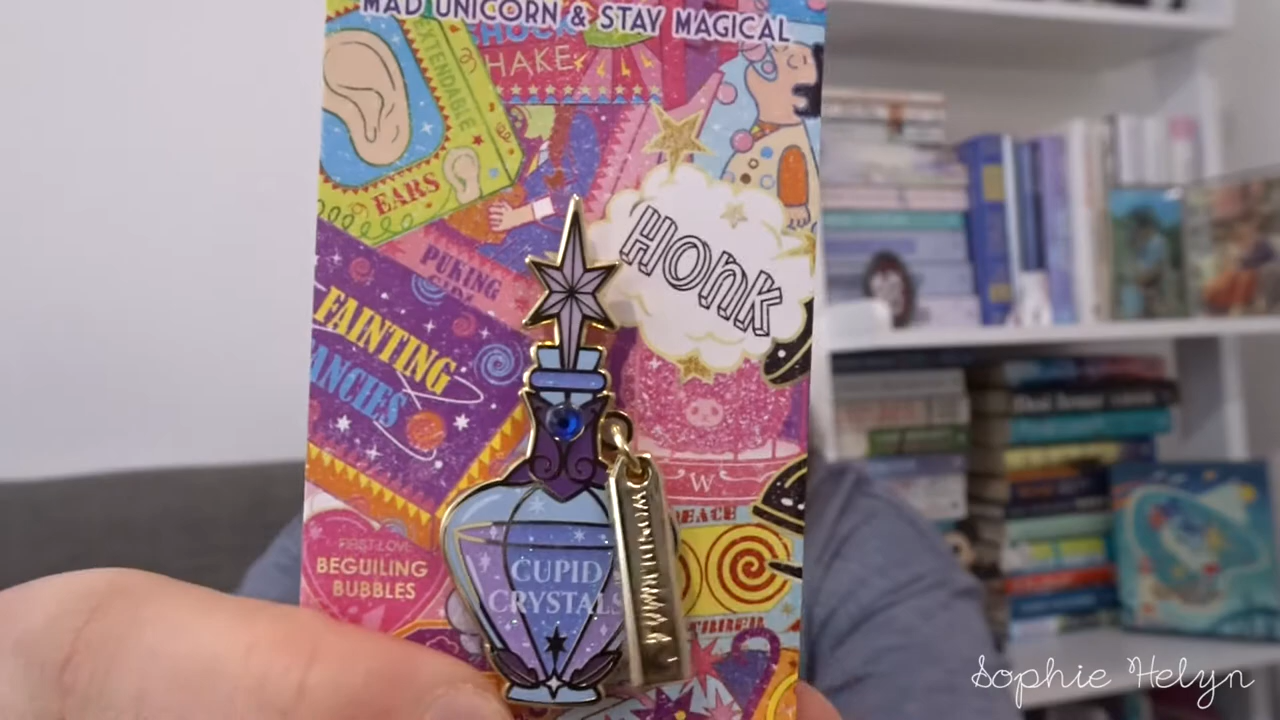 MAD UNICORN & STAY MAGICAL
SHOCK
SHAKE
EXTENDABLE
EARS
HONK
PUKING
FAINTING
FANCIES
W
PEACE
FIRST LOVE
BEGUILING
BUBBLES
CUPID
CRYSTALS
Sophie Helyn